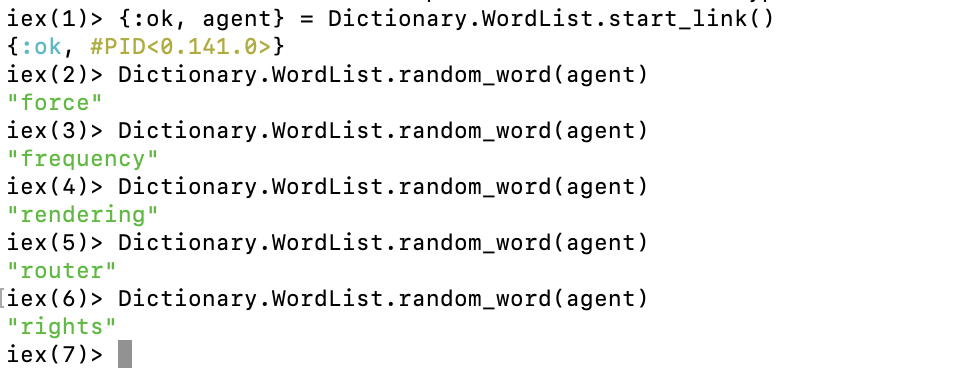 iex(1)> {:ok, agent} = Dictionary.WordList.start_link()
{:ok, #PID<0.141.0>}
iex(2)> Dictionary.WordList.random_word(agent)
"force"
iex(3)> Dictionary.WordList.random_word(agent)
"frequency"
iex(4)> Dictionary.WordList.random_word(agent)
"rendering"
iex(5)> Dictionary.WordList.random_word(agent)
"router"
[iex(6)> Dictionary.WordList.random_word(agent)
"rights"
iex(7)>